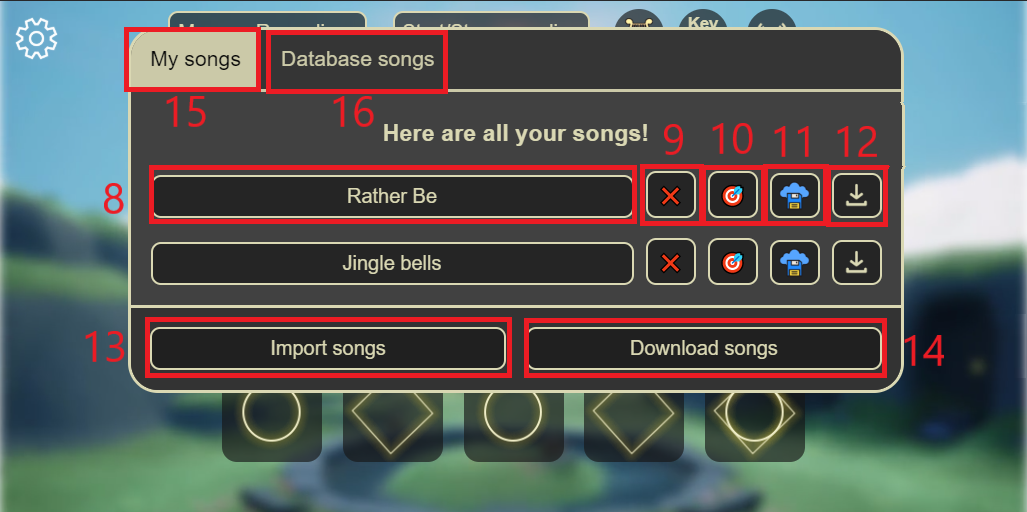 Key
My songs
Database songs
15
16
Here are all your songs!
9
10
11
12
8
Rather Be
Jingle bells
13
Import songs
Download songs
14